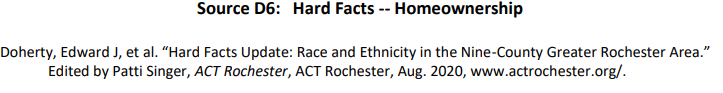 Source D6: Hard Facts -- Homeownership
Doherty, Edward J, et al. “Hard Facts Update: Race and Ethnicity in the Nine-County Greater Rochester Area.”
Edited by Patti Singer, ACT Rochester, ACT Rochester, Aug. 2020, www.actrochester.org/.